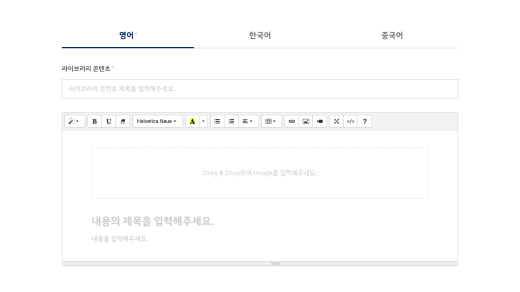 영어 *
한국어
중국어
라이브러리 콘텐츠 *
라이브러리 콘텐츠 제목을 입력해주세요.
B U Helvetica Neue A </> ?
Drag & Drop하여 Image을 입력해주세요.
내용의 제목을 입력해주세요.
내용을 입력해주세요.